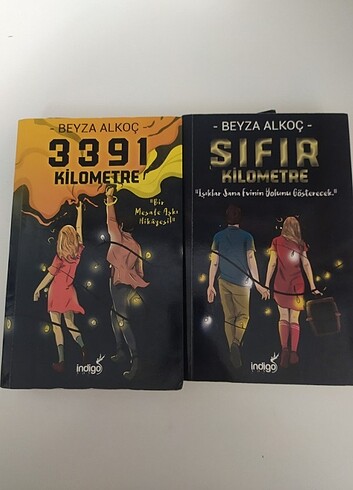 - BEYZA ALKOÇ -
3391
KİLOMETRE
"Bir
Mesafe Aşkı
Hikâyesi!"
indigo
- BEYZA ALKOÇ -
SIFIR
KİLOMETRE
"Işıklar Sana Evinin Yolunu Gösterecek."
indigo